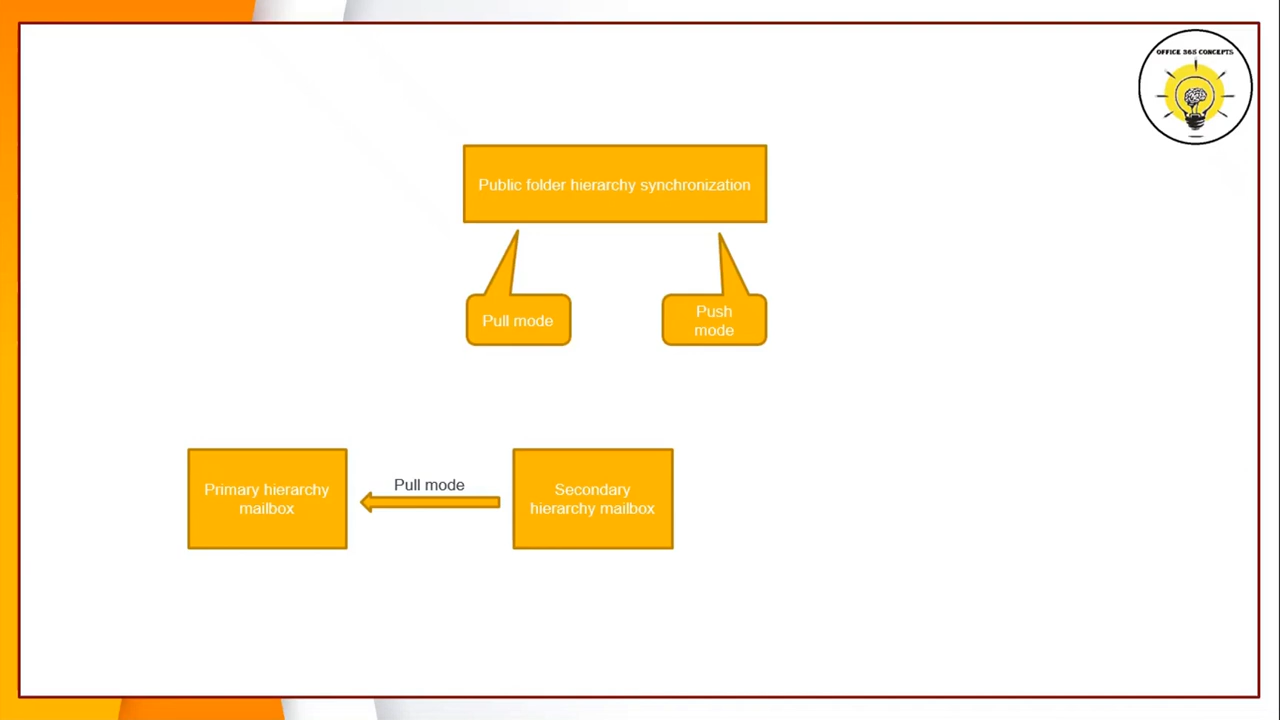 OFFICE 365 CONCEPTS
Public folder hierarchy synchronization
Pull mode
Push
mode
Primary hierarchy
mailbox
Pull mode
Secondary
hierarchy mailbox